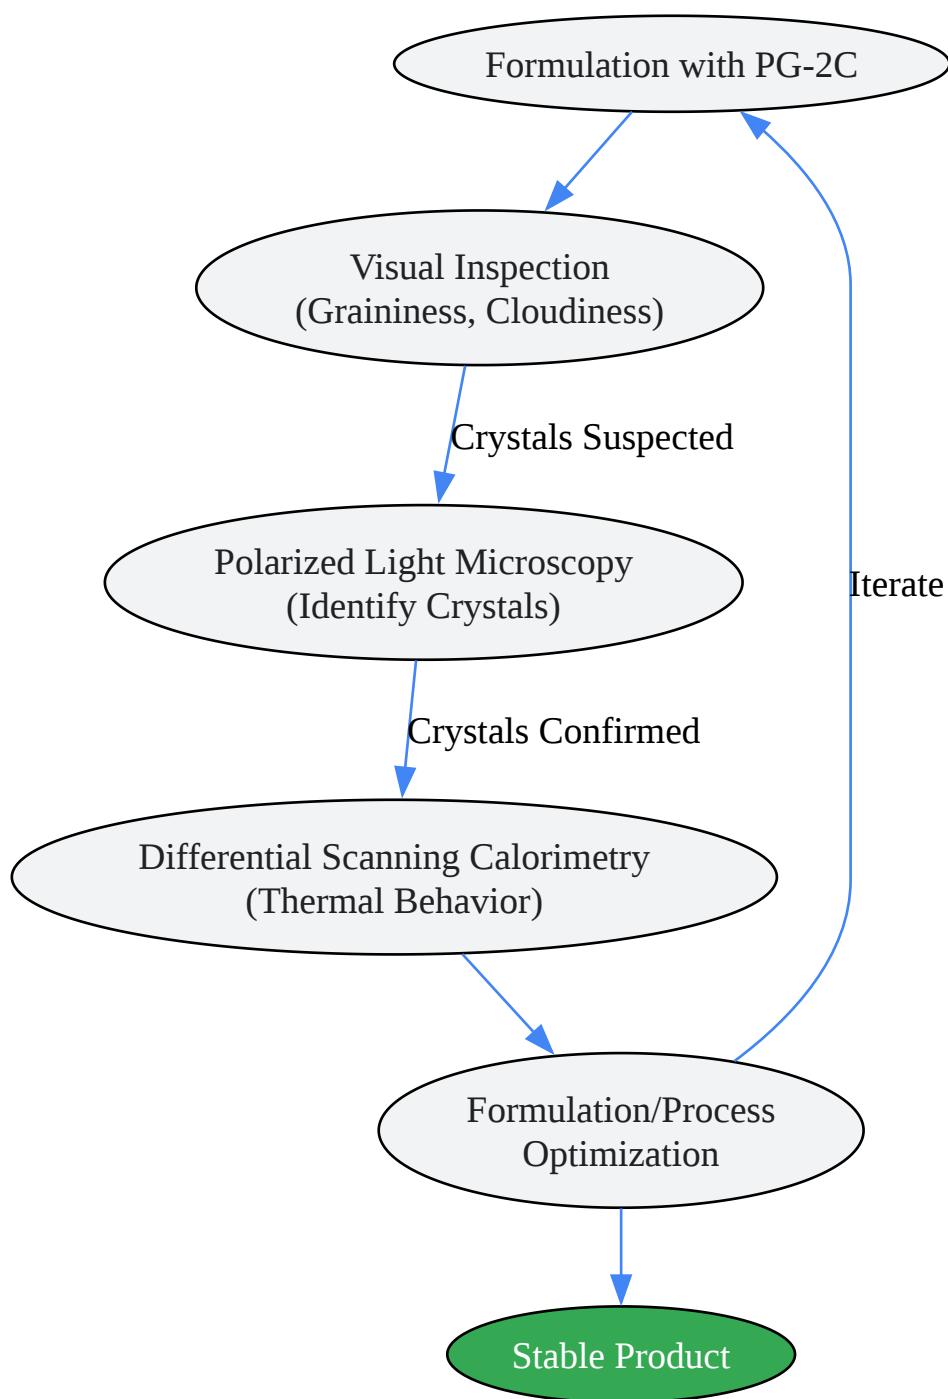 Formulation with PG-2C
Visual Inspection
(Graininess, Cloudiness)
Crystals Suspected
Polarized Light Microscopy
(Identify Crystals)
Iterate
Crystals Confirmed
Differential Scanning Calorimetry
(Thermal Behavior)
Formulation/Process
Optimization
Stable Product